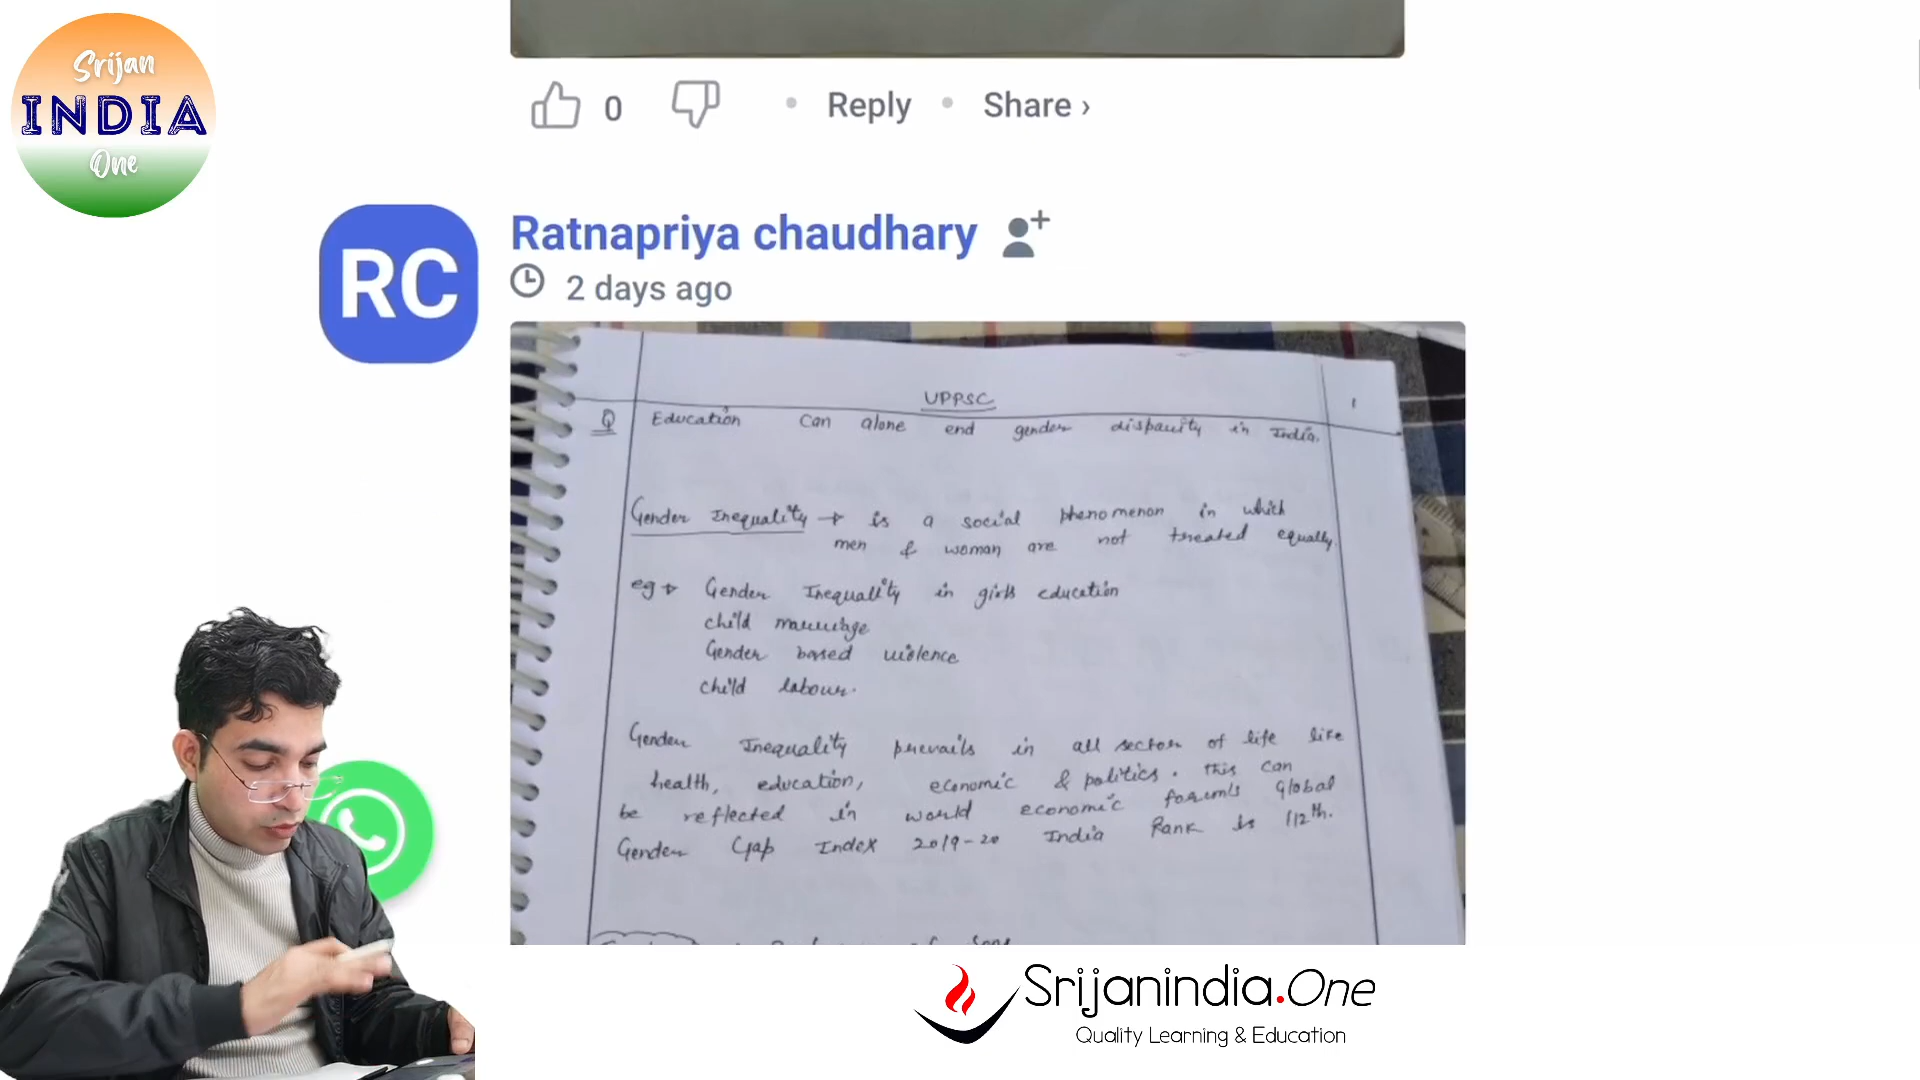 Srijan
INDIA
One
0 • Reply • Share ›
RC
Ratnapriya chaudhary
2 days ago
UPPSC
1
Q Education can alone end gender disparity in India.
Gender Inequality → is a social phenomenon in which
men & woman are not treated equally.
eg → Gender Inequality in girls education
child marriage
Gender based violence
child labour.
Gender Inequality prevails in all sector of life like
health, education, economic & politics. this can
be reflected in world economic forum's global
Gender Gap Index 2019-20 India Rank is 112th.
Srijanindia.One
Quality Learning & Education